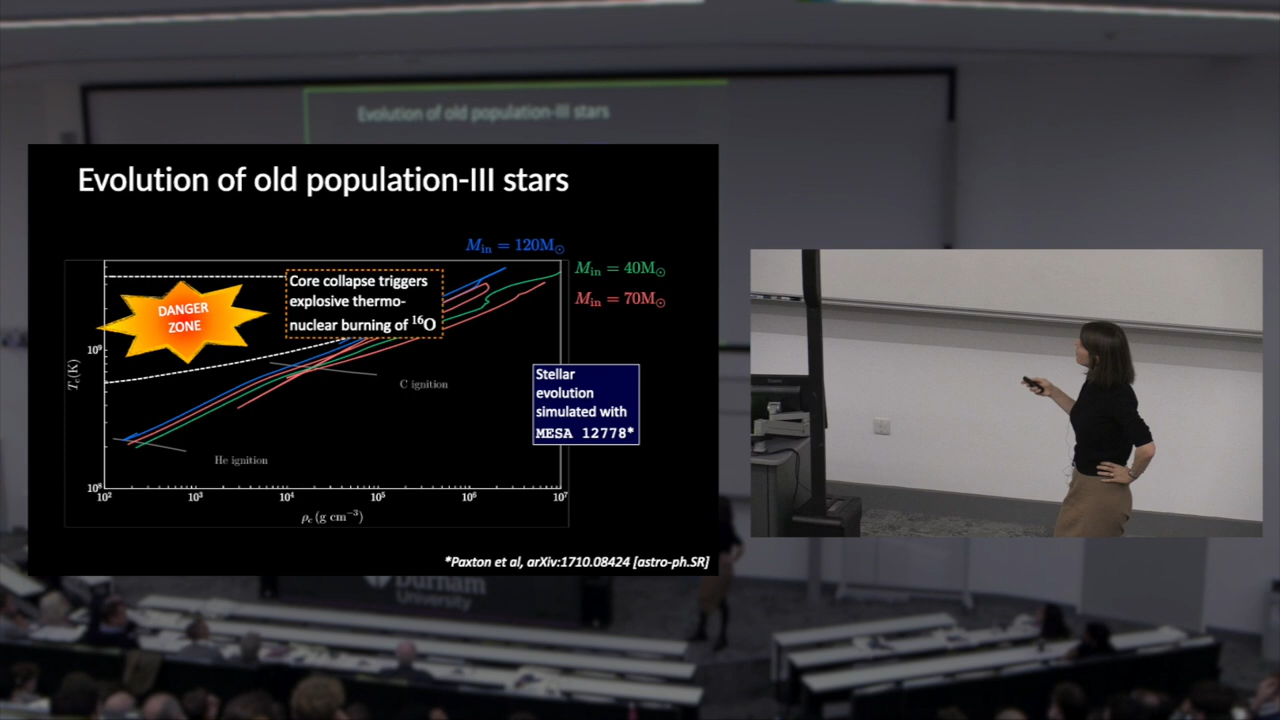 Evolution of old population-III stars
Evolution of old population-III stars
M_in = 120M_⊙
M_in = 40M_⊙
M_in = 70M_⊙
Core collapse triggers
explosive thermo-
nuclear burning of ¹⁶O
DANGER
ZONE
10⁹
T_c(K)
C ignition
Stellar
evolution
simulated with
MESA 12778*
He ignition
10⁸
10² 10³ 10⁴ 10⁵ 10⁶ 10⁷
ρ_c (g cm⁻³)
*Paxton et al, arXiv:1710.08424 [astro-ph.SR]
Durham
University